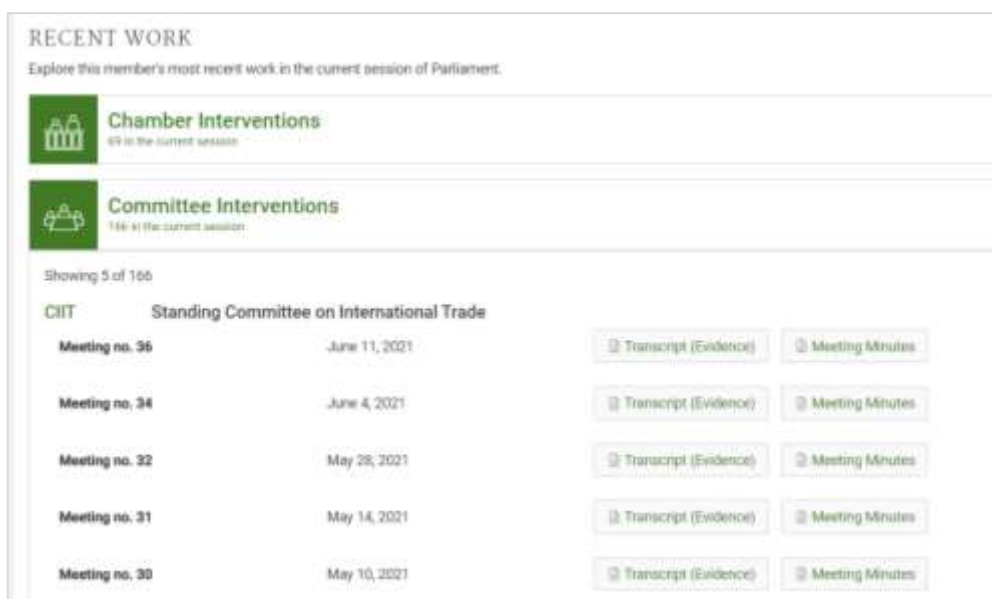 RECENT WORK
Explore this member's most recent work in the current session of Parliament.
Chamber Interventions
69 in the current session
Committee Interventions
166 in the current session
Showing 5 of 166
CIIT Standing Committee on International Trade
Meeting no. 36 June 11, 2021 Transcript (Evidence) Meeting Minutes
Meeting no. 34 June 4, 2021 Transcript (Evidence) Meeting Minutes
Meeting no. 32 May 28, 2021 Transcript (Evidence) Meeting Minutes
Meeting no. 31 May 14, 2021 Transcript (Evidence) Meeting Minutes
Meeting no. 30 May 10, 2021 Transcript (Evidence) Meeting Minutes